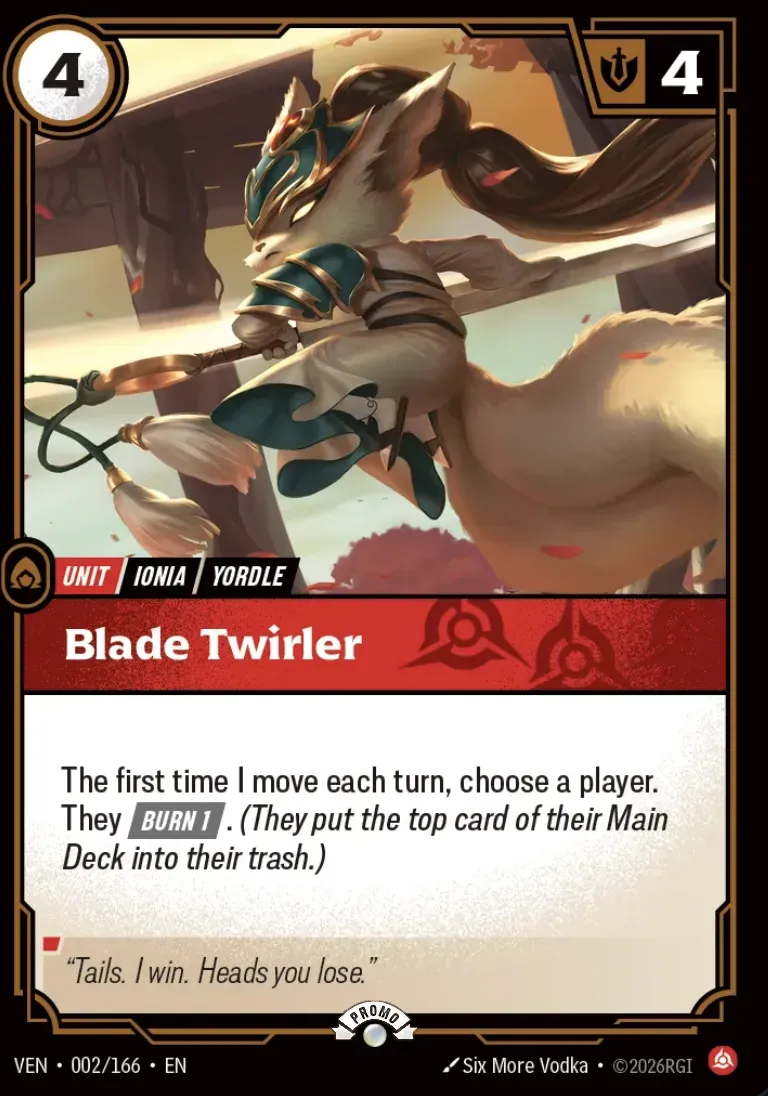 4
4
UNIT / IONIA / YORDLE
Blade Twirler
The first time I move each turn, choose a player.
They BURN 1 . (They put the top card of their Main
Deck into their trash.)
“Tails. I win. Heads you lose.”
PROMO
VEN • 002/166 • EN
Six More Vodka • ©2026RGI